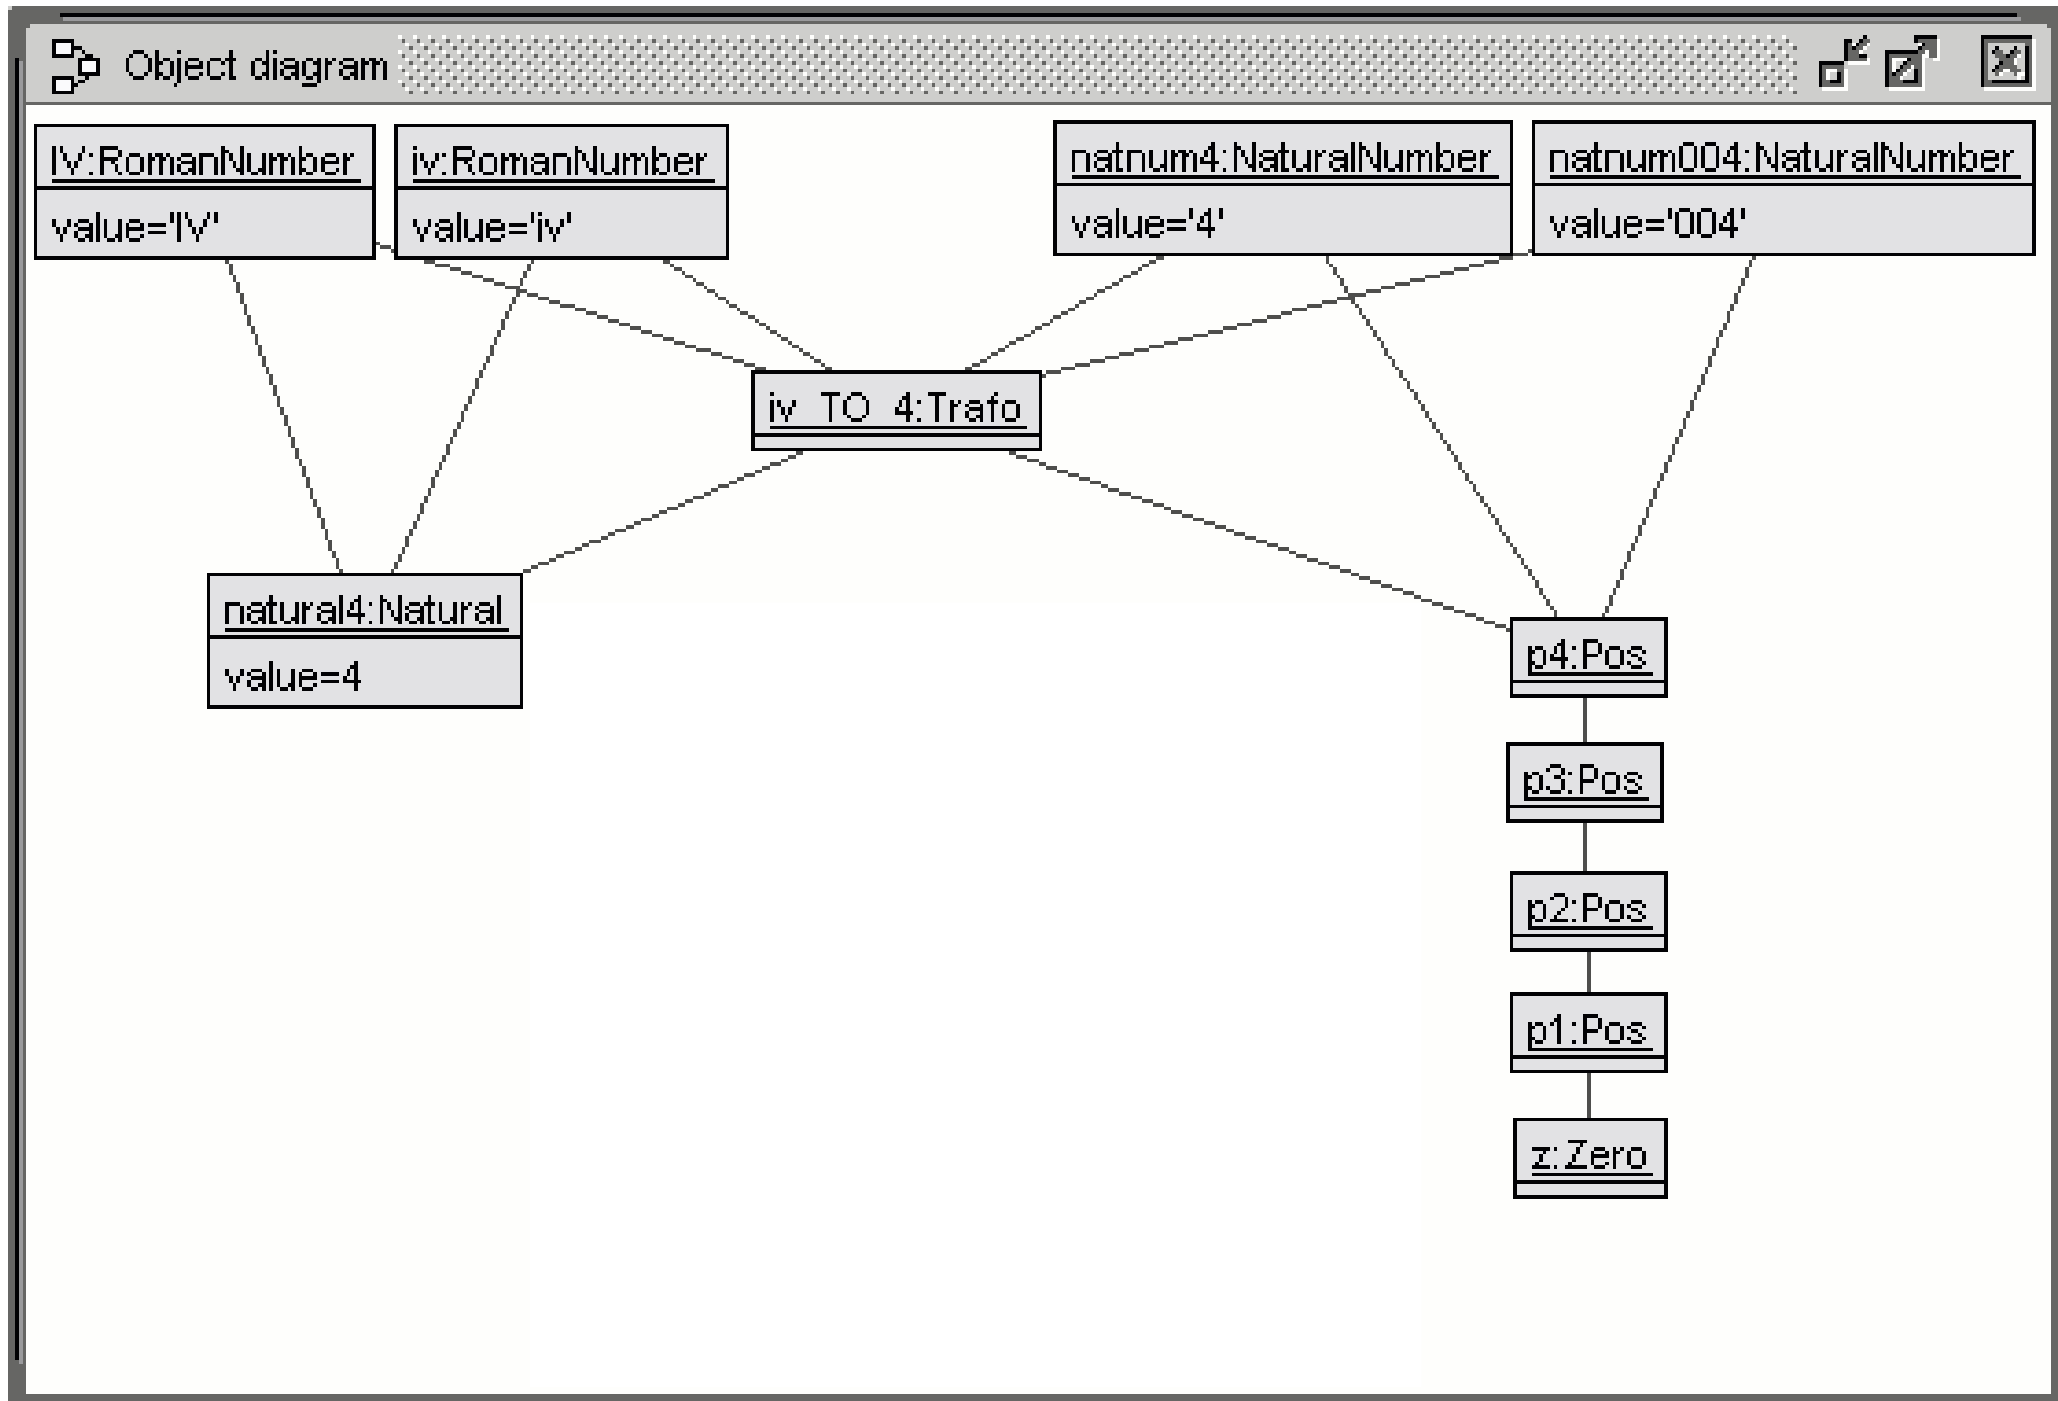 Object diagram
IV:RomanNumber
value='IV'
iv:RomanNumber
value='iv'
natnum4:NaturalNumber
value='4'
natnum004:NaturalNumber
value='004'
iv_TO_4:Trafo
natural4:Natural
value=4
p4:Pos
p3:Pos
p2:Pos
p1:Pos
z:Zero